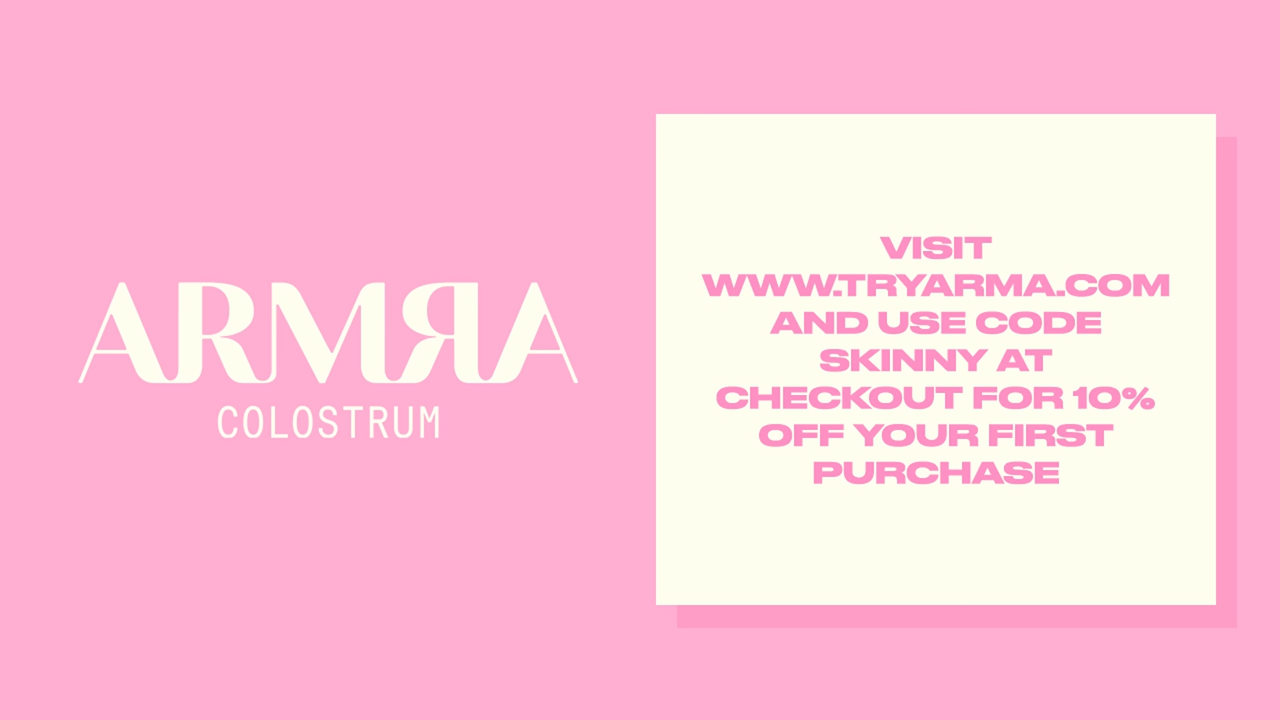 ARMRA
COLOSTRUM
VISIT
WWW.TRYARMA.COM
AND USE CODE
SKINNY AT
CHECKOUT FOR 10%
OFF YOUR FIRST
PURCHASE